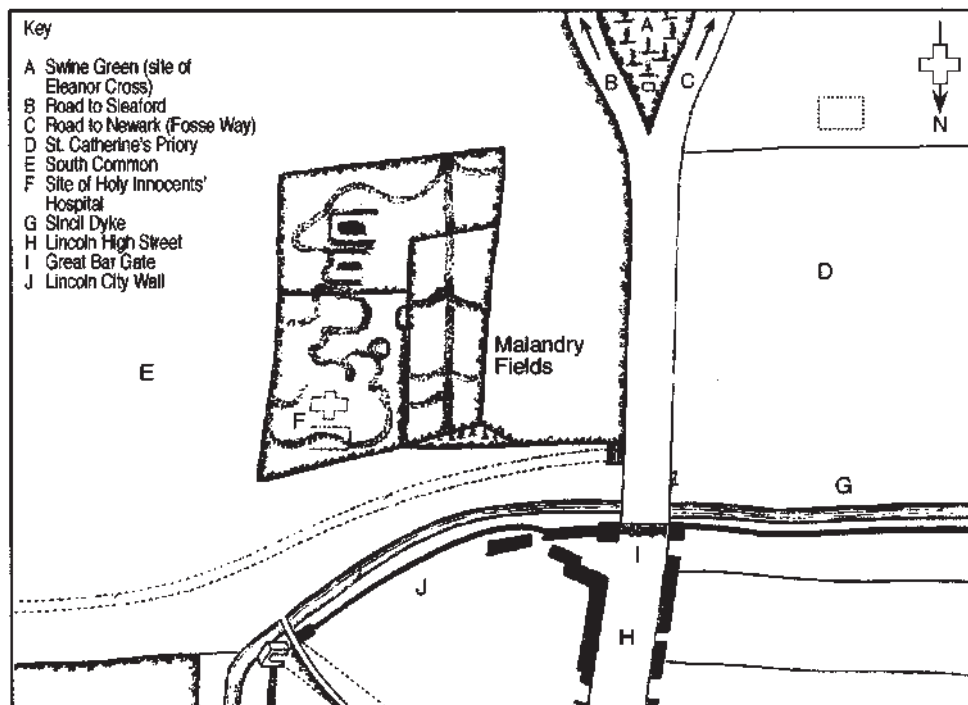 Key
A Swine Green (site of
Eleanor Cross)
B Road to Sleaford
C Road to Newark (Fosse Way)
D St. Catherine's Priory
E South Common
F Site of Holy Innocents'
Hospital
G Sincil Dyke
H Lincoln High Street
I Great Bar Gate
J Lincoln City Wall
A
B
C
N
D
Malandry
Fields
E
F
G
I
J
H